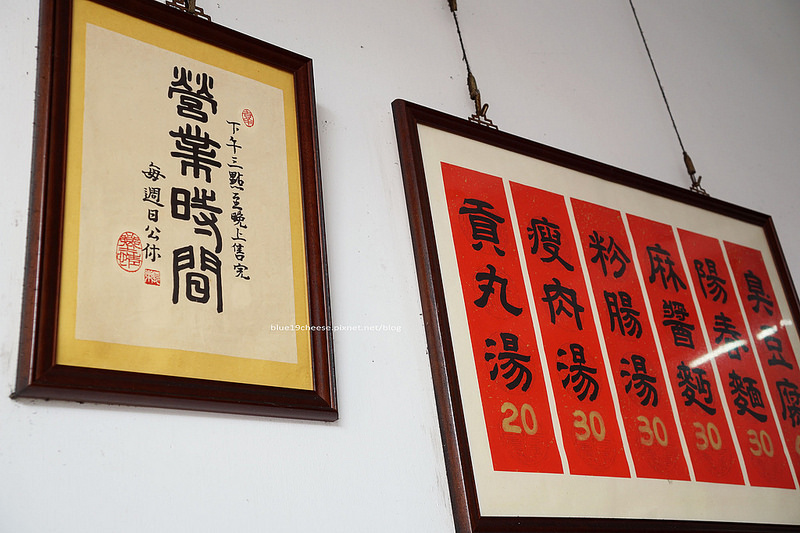 營業時間
下午三點至晚上售完
每週日公休
blue19cheese.pixnet.net/blog
臭豆腐
陽春麵 30
麻醬麵 30
粉腸湯 30
瘦肉湯 30
貢丸湯 20